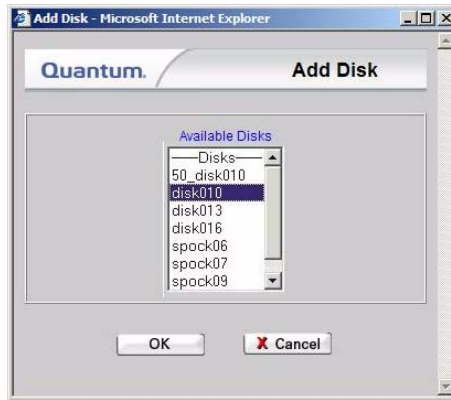 Add Disk - Microsoft Internet Explorer
Quantum.
Add Disk
Available Disks
——Disks——
50_disk010
disk010
disk013
disk016
spock06
spock07
spock09
OK
X Cancel